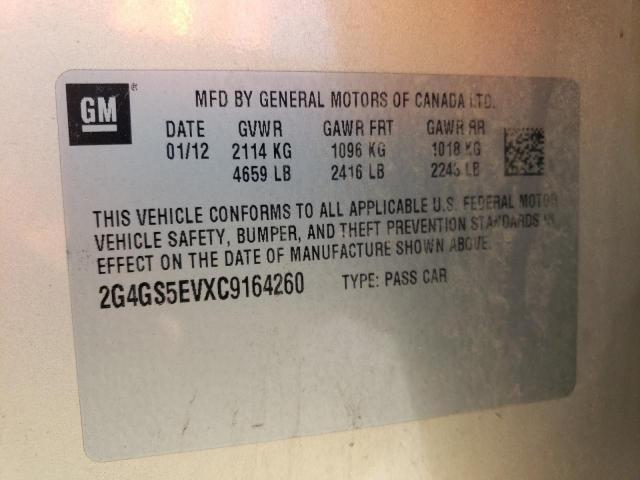 GM
MFD BY GENERAL MOTORS OF CANADA LTD.
DATE GVWR GAWR FRT GAWR RR
01/12 2114 KG 1096 KG 1018 KG
4659 LB 2416 LB 2243 LB
THIS VEHICLE CONFORMS TO ALL APPLICABLE U.S. FEDERAL MOTOR
VEHICLE SAFETY, BUMPER, AND THEFT PREVENTION STANDARDS IN
EFFECT ON THE DATE OF MANUFACTURE SHOWN ABOVE.
2G4GS5EVXC9164260 TYPE: PASS CAR